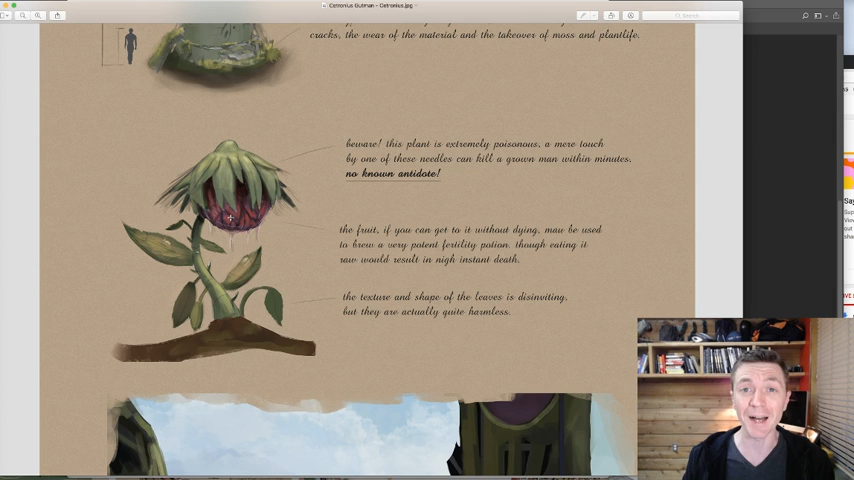 Cetronius Gutman - Cetronius.jpg
Search
cracks, the wear of the material and the takeover of moss and plantlife.
beware! this plant is extremely poisonous, a mere touch
by one of these needles can kill a grown man within minutes.
no known antidote!
the fruit, if you can get to it without dying, may be used
to brew a very potent fertility potion. though eating it
raw would result in nigh instant death.
the texture and shape of the leaves is disinviting,
but they are actually quite harmless.